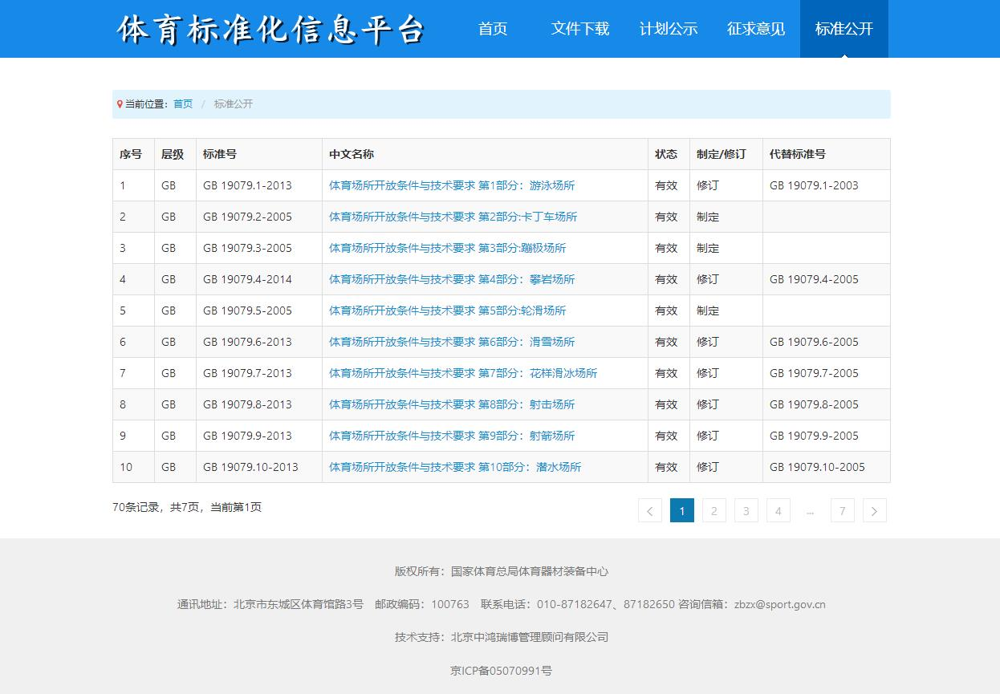 体育标准化信息平台 首页 文件下载 计划公示 征求意见 标准公开
当前位置：首页 / 标准公开
序号 层级 标准号 中文名称 状态 制定/修订 代替标准号
1 GB GB 19079.1-2013 体育场所开放条件与技术要求 第1部分：游泳场所 有效 修订 GB 19079.1-2003
2 GB GB 19079.2-2005 体育场所开放条件与技术要求 第2部分:卡丁车场所 有效 制定
3 GB GB 19079.3-2005 体育场所开放条件与技术要求 第3部分:蹦极场所 有效 制定
4 GB GB 19079.4-2014 体育场所开放条件与技术要求 第4部分：攀岩场所 有效 修订 GB 19079.4-2005
5 GB GB 19079.5-2005 体育场所开放条件与技术要求 第5部分:轮滑场所 有效 制定
6 GB GB 19079.6-2013 体育场所开放条件与技术要求 第6部分：滑雪场所 有效 修订 GB 19079.6-2005
7 GB GB 19079.7-2013 体育场所开放条件与技术要求 第7部分：花样滑冰场所 有效 修订 GB 19079.7-2005
8 GB GB 19079.8-2013 体育场所开放条件与技术要求 第8部分：射击场所 有效 修订 GB 19079.8-2005
9 GB GB 19079.9-2013 体育场所开放条件与技术要求 第9部分：射箭场所 有效 修订 GB 19079.9-2005
10 GB GB 19079.10-2013 体育场所开放条件与技术要求 第10部分：潜水场所 有效 修订 GB 19079.10-2005
70条记录，共7页，当前第1页 1 2 3 4 ... 7
版权所有：国家体育总局体育器材装备中心
通讯地址：北京市东城区体育馆路3号 邮政编码：100763 联系电话：010-87182647、87182650 咨询信箱：zbzx@sport.gov.cn
技术支持：北京中鸿瑞博管理顾问有限公司
京ICP备05070991号